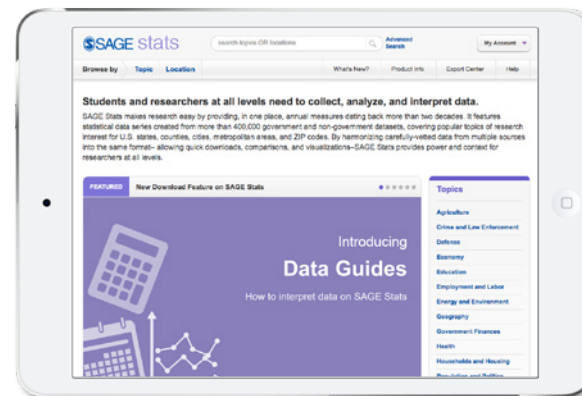 SAGE stats
search topics OR locations
Advanced
Search
My Account
Browse by Topic Location
What's New? Product Info Export Center Help
Students and researchers at all levels need to collect, analyze, and interpret data.
SAGE Stats makes research easy by providing, in one place, annual measures dating back more than two decades. It features
statistical data series created from more than 400,000 government and non-government datasets, covering popular topics of research
interest for U.S. states, counties, cities, metropolitan areas, and ZIP codes. By harmonizing carefully-vetted data from multiple sources
into the same format– allowing quick downloads, comparisons, and visualizations–SAGE Stats provides power and context for
researchers at all levels.
FEATURED New Download Feature on SAGE Stats
Introducing
Data Guides
How to interpret data on SAGE Stats
Topics
Agriculture
Crime and Law Enforcement
Defense
Economy
Education
Employment and Labor
Energy and Environment
Geography
Government Finances
Health
Households and Housing
Population and Politics